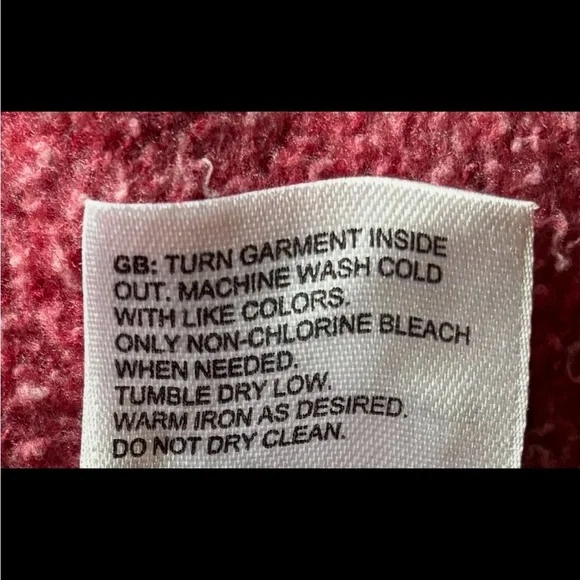 GB: TURN GARMENT INSIDE
OUT. MACHINE WASH COLD
WITH LIKE COLORS.
ONLY NON-CHLORINE BLEACH
WHEN NEEDED.
TUMBLE DRY LOW.
WARM IRON AS DESIRED.
DO NOT DRY CLEAN.